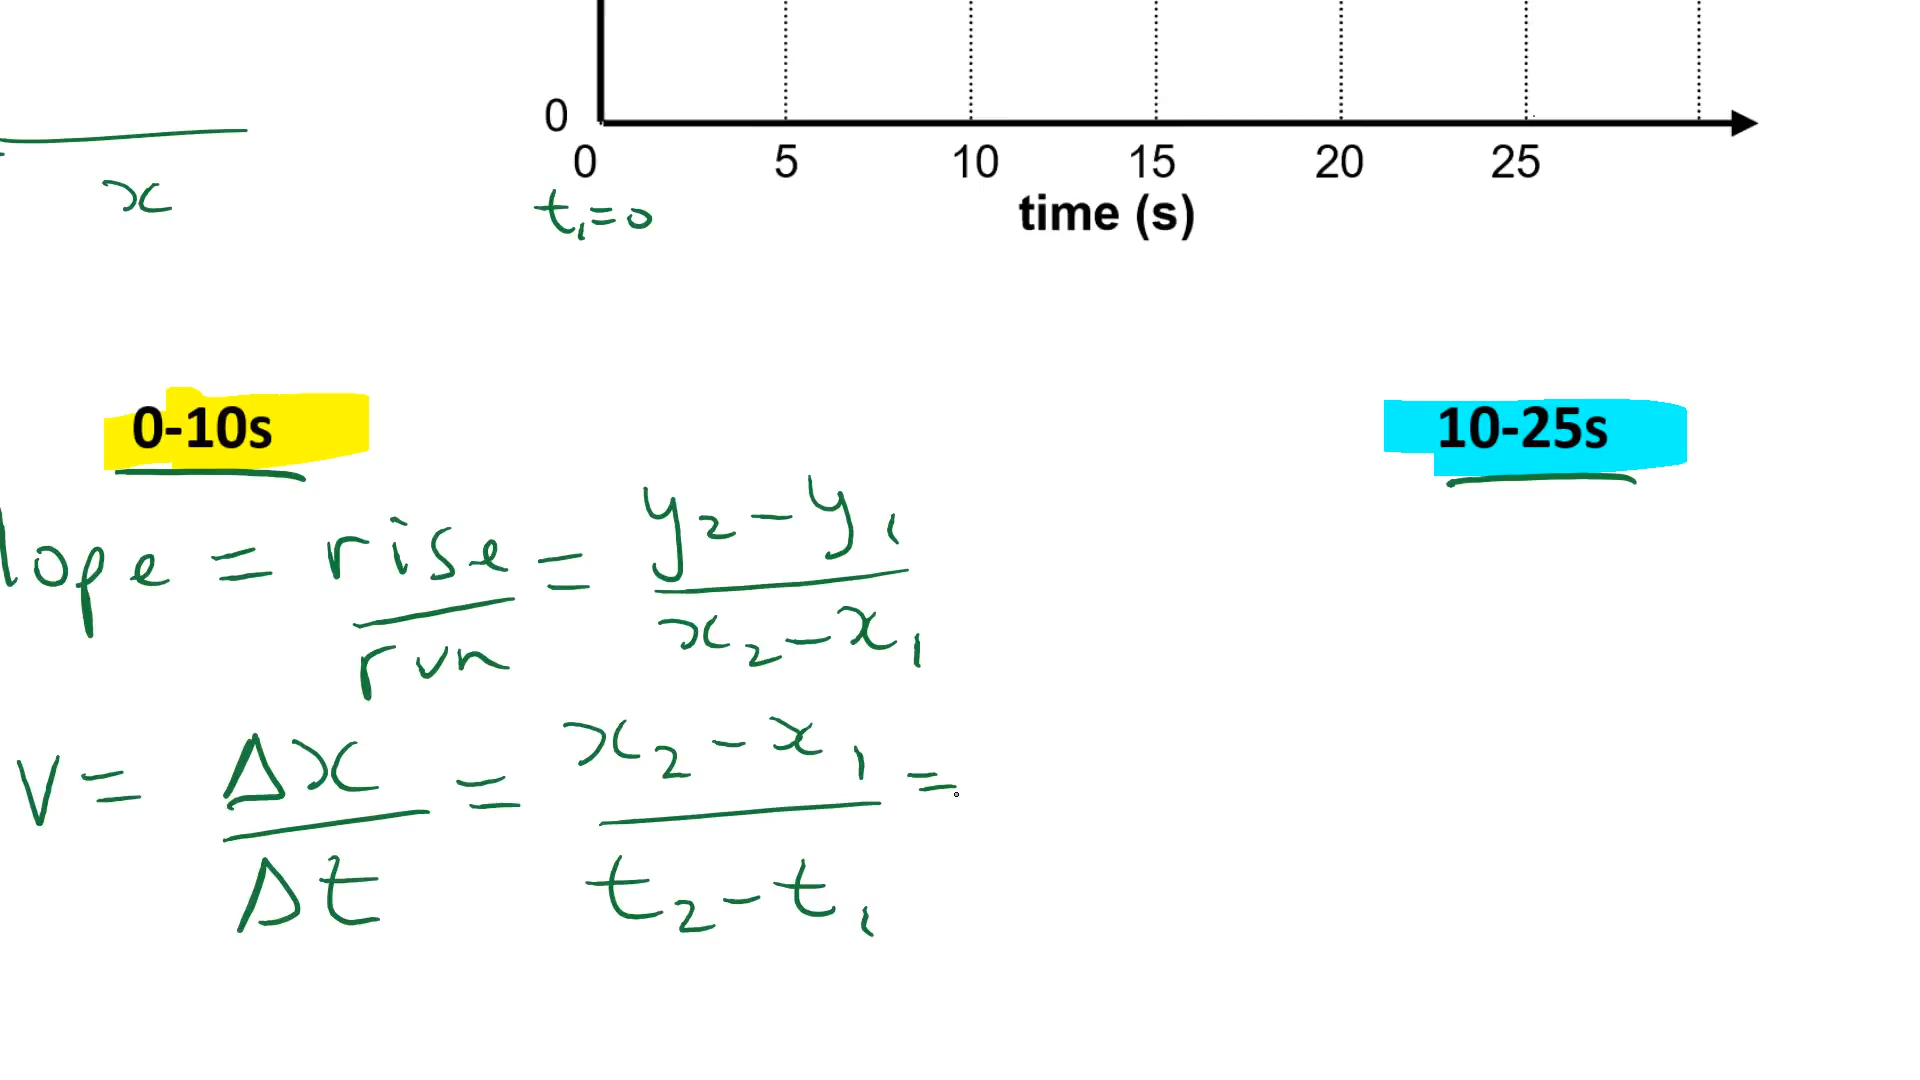 0
0 5 10 15 20 25
x
t₁=0
time (s)
0-10s
10-25s
lope = rise/run = y₂-y₁/x₂-x₁
V= Δx/Δt = x₂-x₁/t₂-t₁ =